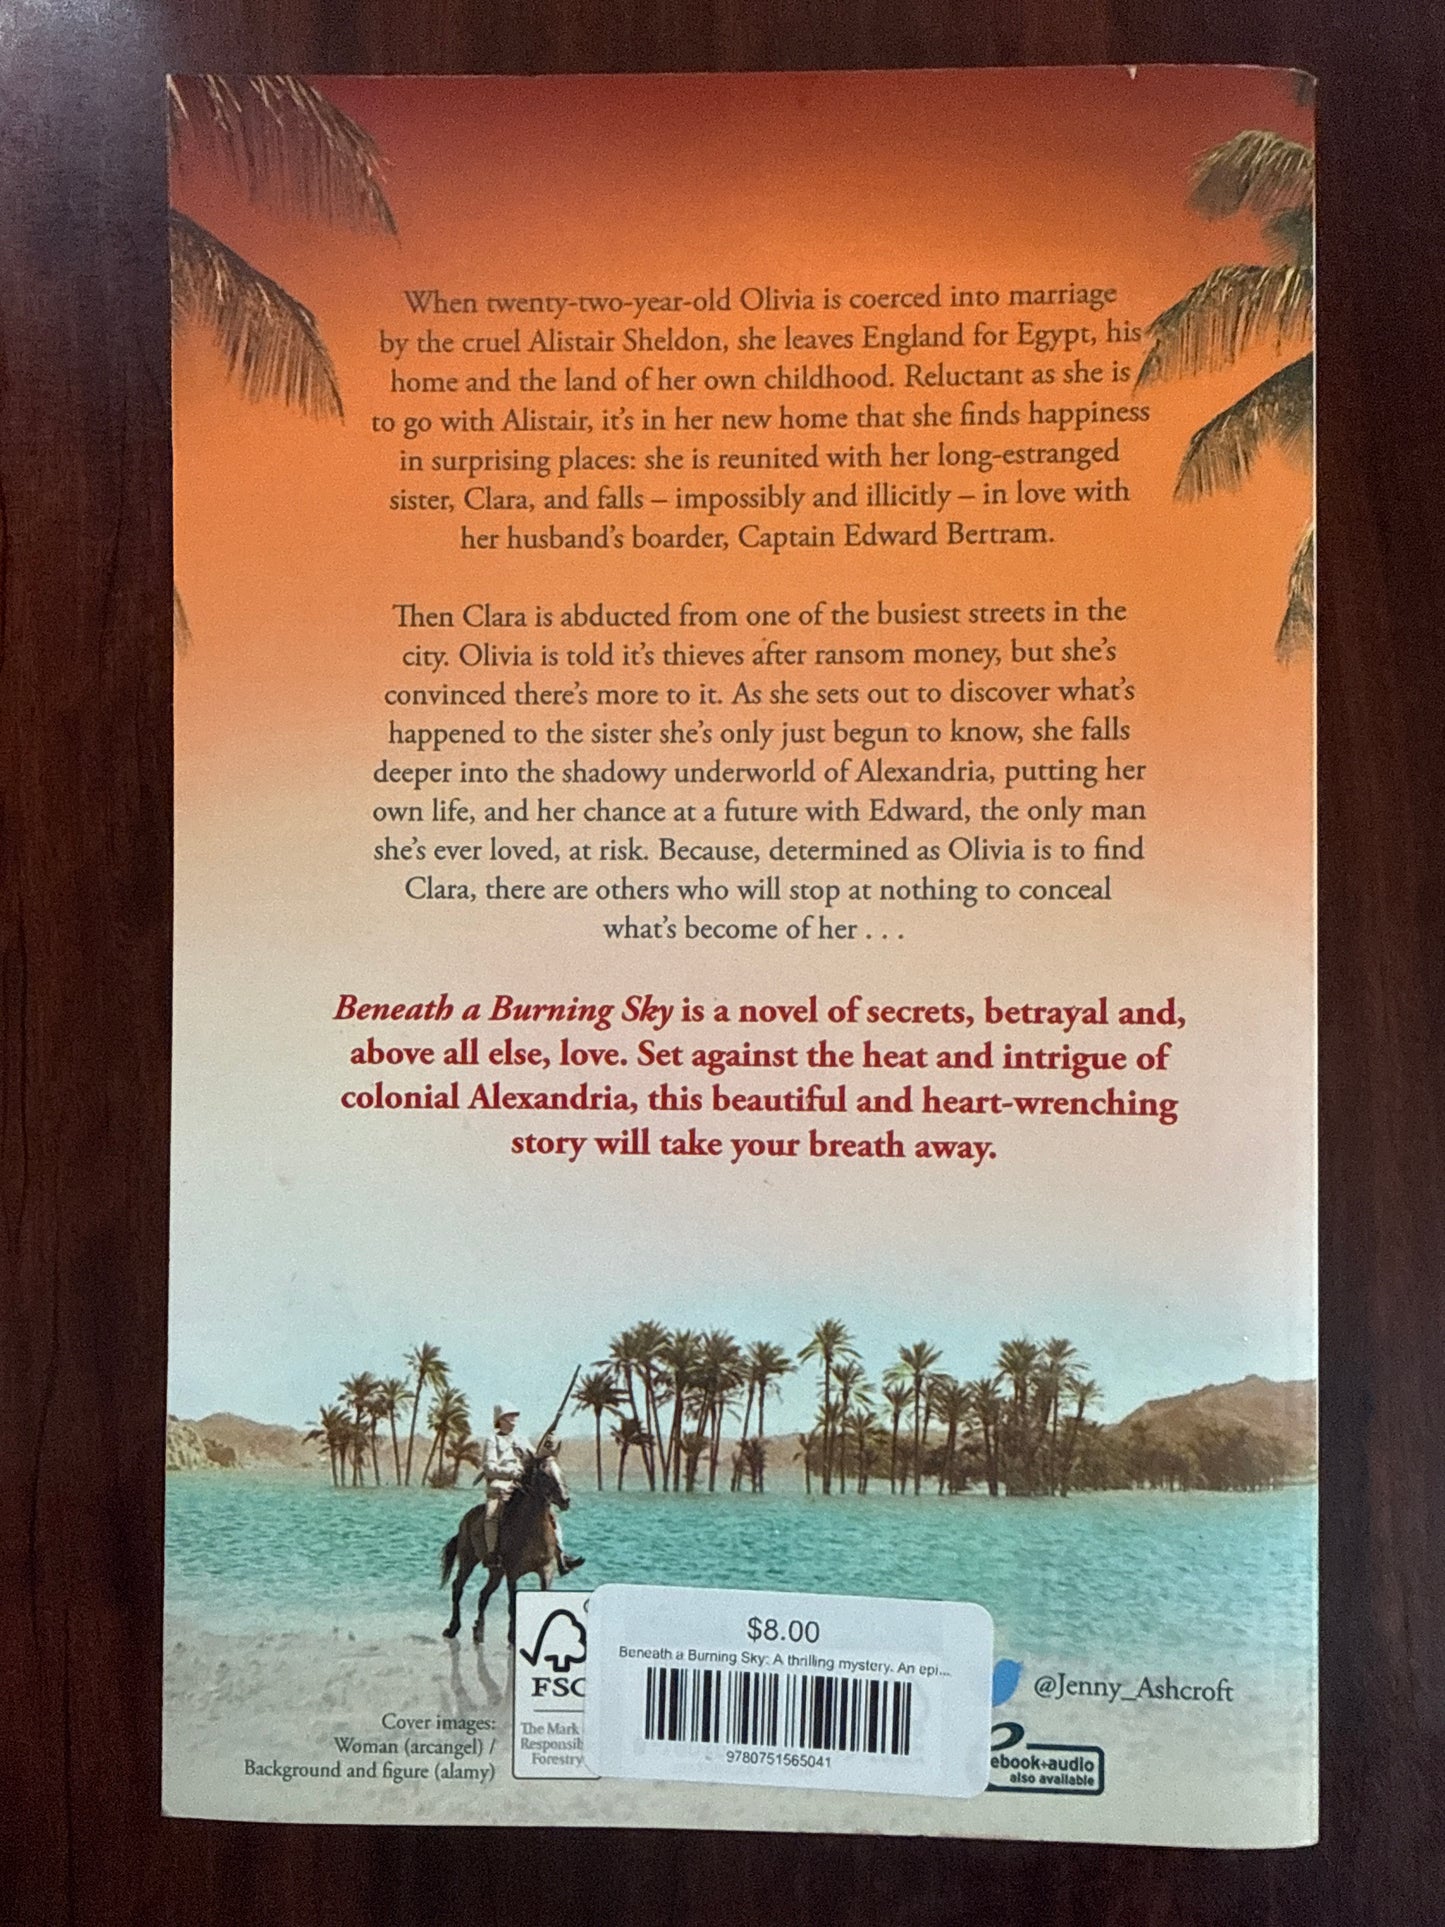 When twenty-two-year-old Olivia is coerced into marriage
by the cruel Alistair Sheldon, she leaves England for Egypt, his
home and the land of her own childhood. Reluctant as she is
to go with Alistair, it's in her new home that she finds happiness
in surprising places: she is reunited with her long-estranged
sister, Clara, and falls – impossibly and illicitly – in love with
her husband's boarder, Captain Edward Bertram.
Then Clara is abducted from one of the busiest streets in the
city. Olivia is told it's thieves after ransom money, but she's
convinced there's more to it. As she sets out to discover what's
happened to the sister she's only just begun to know, she falls
deeper into the shadowy underworld of Alexandria, putting her
own life, and her chance at a future with Edward, the only man
she's ever loved, at risk. Because, determined as Olivia is to find
Clara, there are others who will stop at nothing to conceal
what's become of her . . .
Beneath a Burning Sky is a novel of secrets, betrayal and,
above all else, love. Set against the heat and intrigue of
colonial Alexandria, this beautiful and heart-wrenching
story will take your breath away.
Cover images:
Woman (arcangel) /
Background and figure (alamy)
FSC
The Mark
Responsib
Forestry
$8.00
Beneath a Burning Sky: A thrilling mystery. An epi...
9780751565041
@Jenny_Ashcroft
ebook+audio
also available